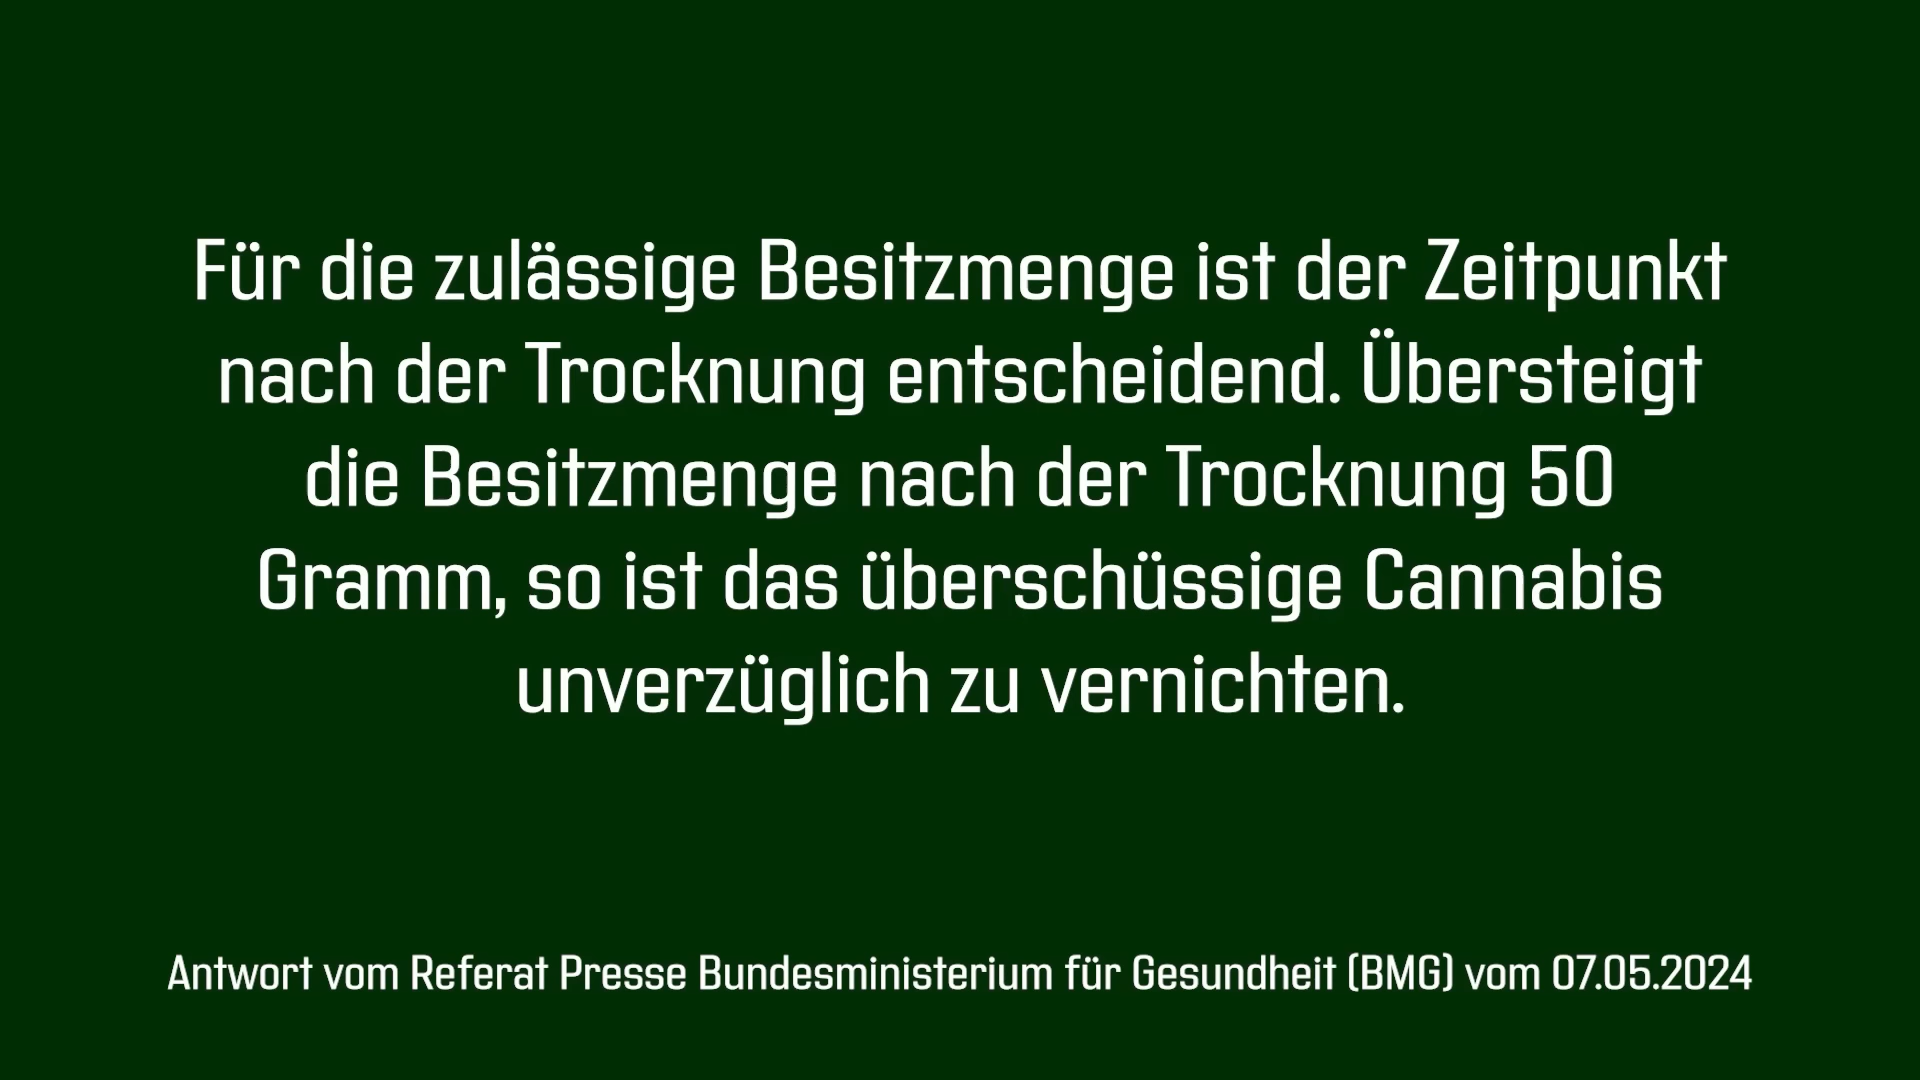 Für die zulässige Besitzmenge ist der Zeitpunkt
nach der Trocknung entscheidend. Übersteigt
die Besitzmenge nach der Trocknung 50
Gramm, so ist das überschüssige Cannabis
unverzüglich zu vernichten.
Antwort vom Referat Presse Bundesministerium für Gesundheit (BMG) vom 07.05.2024